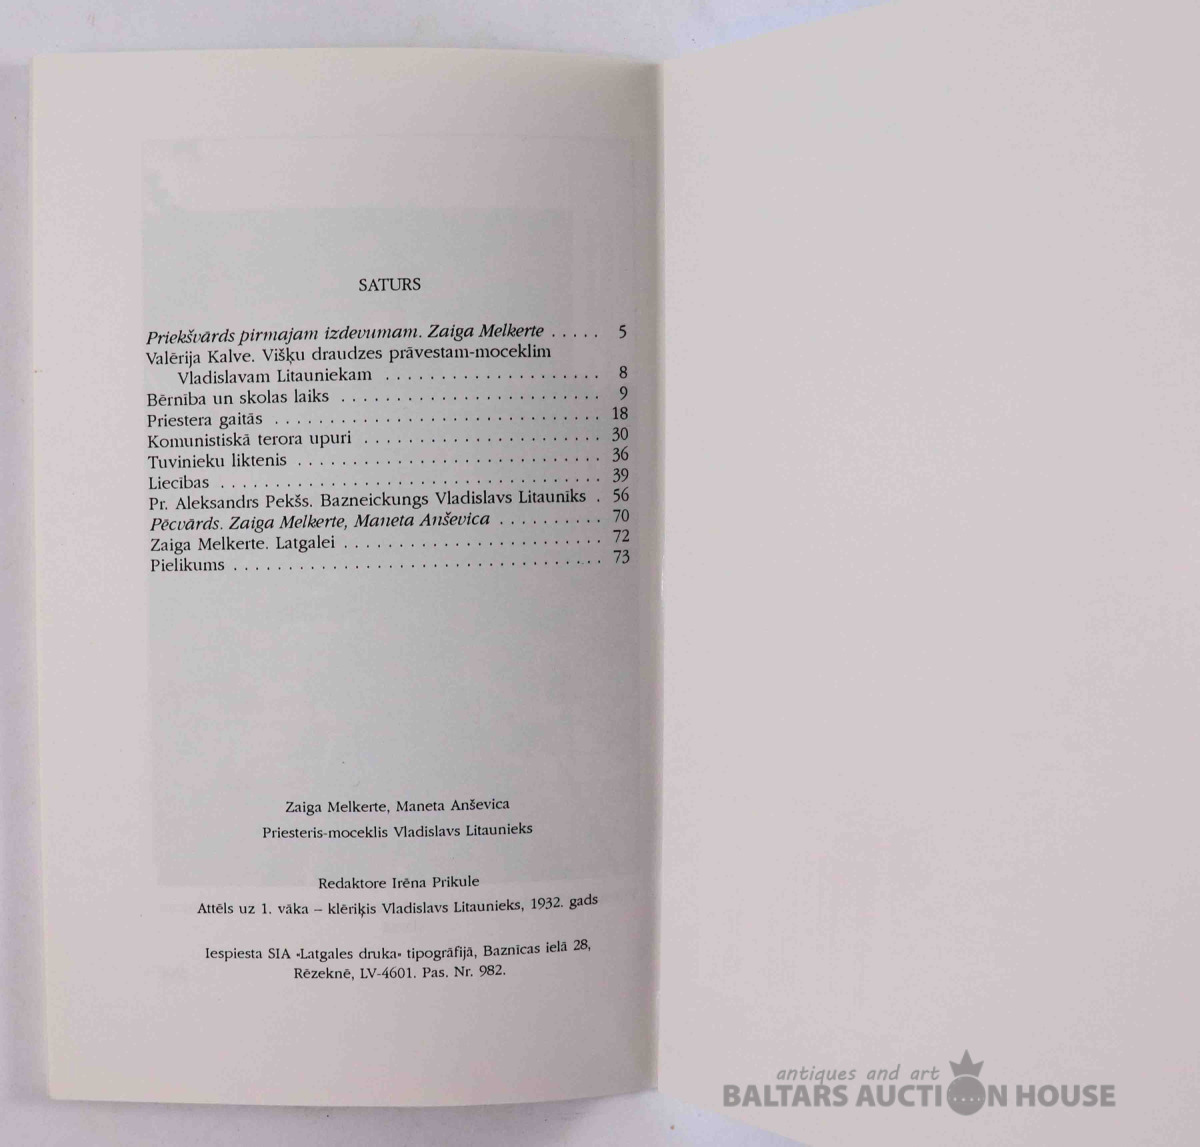 SATURS
Priekšvārds pirmajam izdevumam. Zaiga Melkerte . . . . . 5
Valērija Kalve. Višķu draudzes prāvestam-moceklim
Vladislavam Litauniekam . . . . . . . . . . . . . . . . . . . . 8
Bērnība un skolas laiks . . . . . . . . . . . . . . . . . . . . . . . . 9
Priestera gaitās . . . . . . . . . . . . . . . . . . . . . . . . . . . . . . 18
Komunistiskā terora upuri . . . . . . . . . . . . . . . . . . . . . . 30
Tuvinieku liktenis . . . . . . . . . . . . . . . . . . . . . . . . . . . . 36
Liecības . . . . . . . . . . . . . . . . . . . . . . . . . . . . . . . . . . . 39
Pr. Aleksandrs Pekšs. Bazneickungs Vladislavs Litauniks . 56
Pēcvārds. Zaiga Melkerte, Maneta Anševica . . . . . . . . . . 70
Zaiga Melkerte. Latgalei . . . . . . . . . . . . . . . . . . . . . . . . 72
Pielikums . . . . . . . . . . . . . . . . . . . . . . . . . . . . . . . . . . 73
Zaiga Melkerte, Maneta Anševica
Priesteris-moceklis Vladislavs Litaunieks
Redaktore Irēna Prikule
Attēls uz 1. vāka – klēriķis Vladislavs Litaunieks, 1932. gads
Iespiesta SIA «Latgales druka» tipogrāfijā, Baznīcas ielā 28,
Rēzeknē, LV-4601. Pas. Nr. 982.
antiques and art
BALTARS AUCTION HOUSE